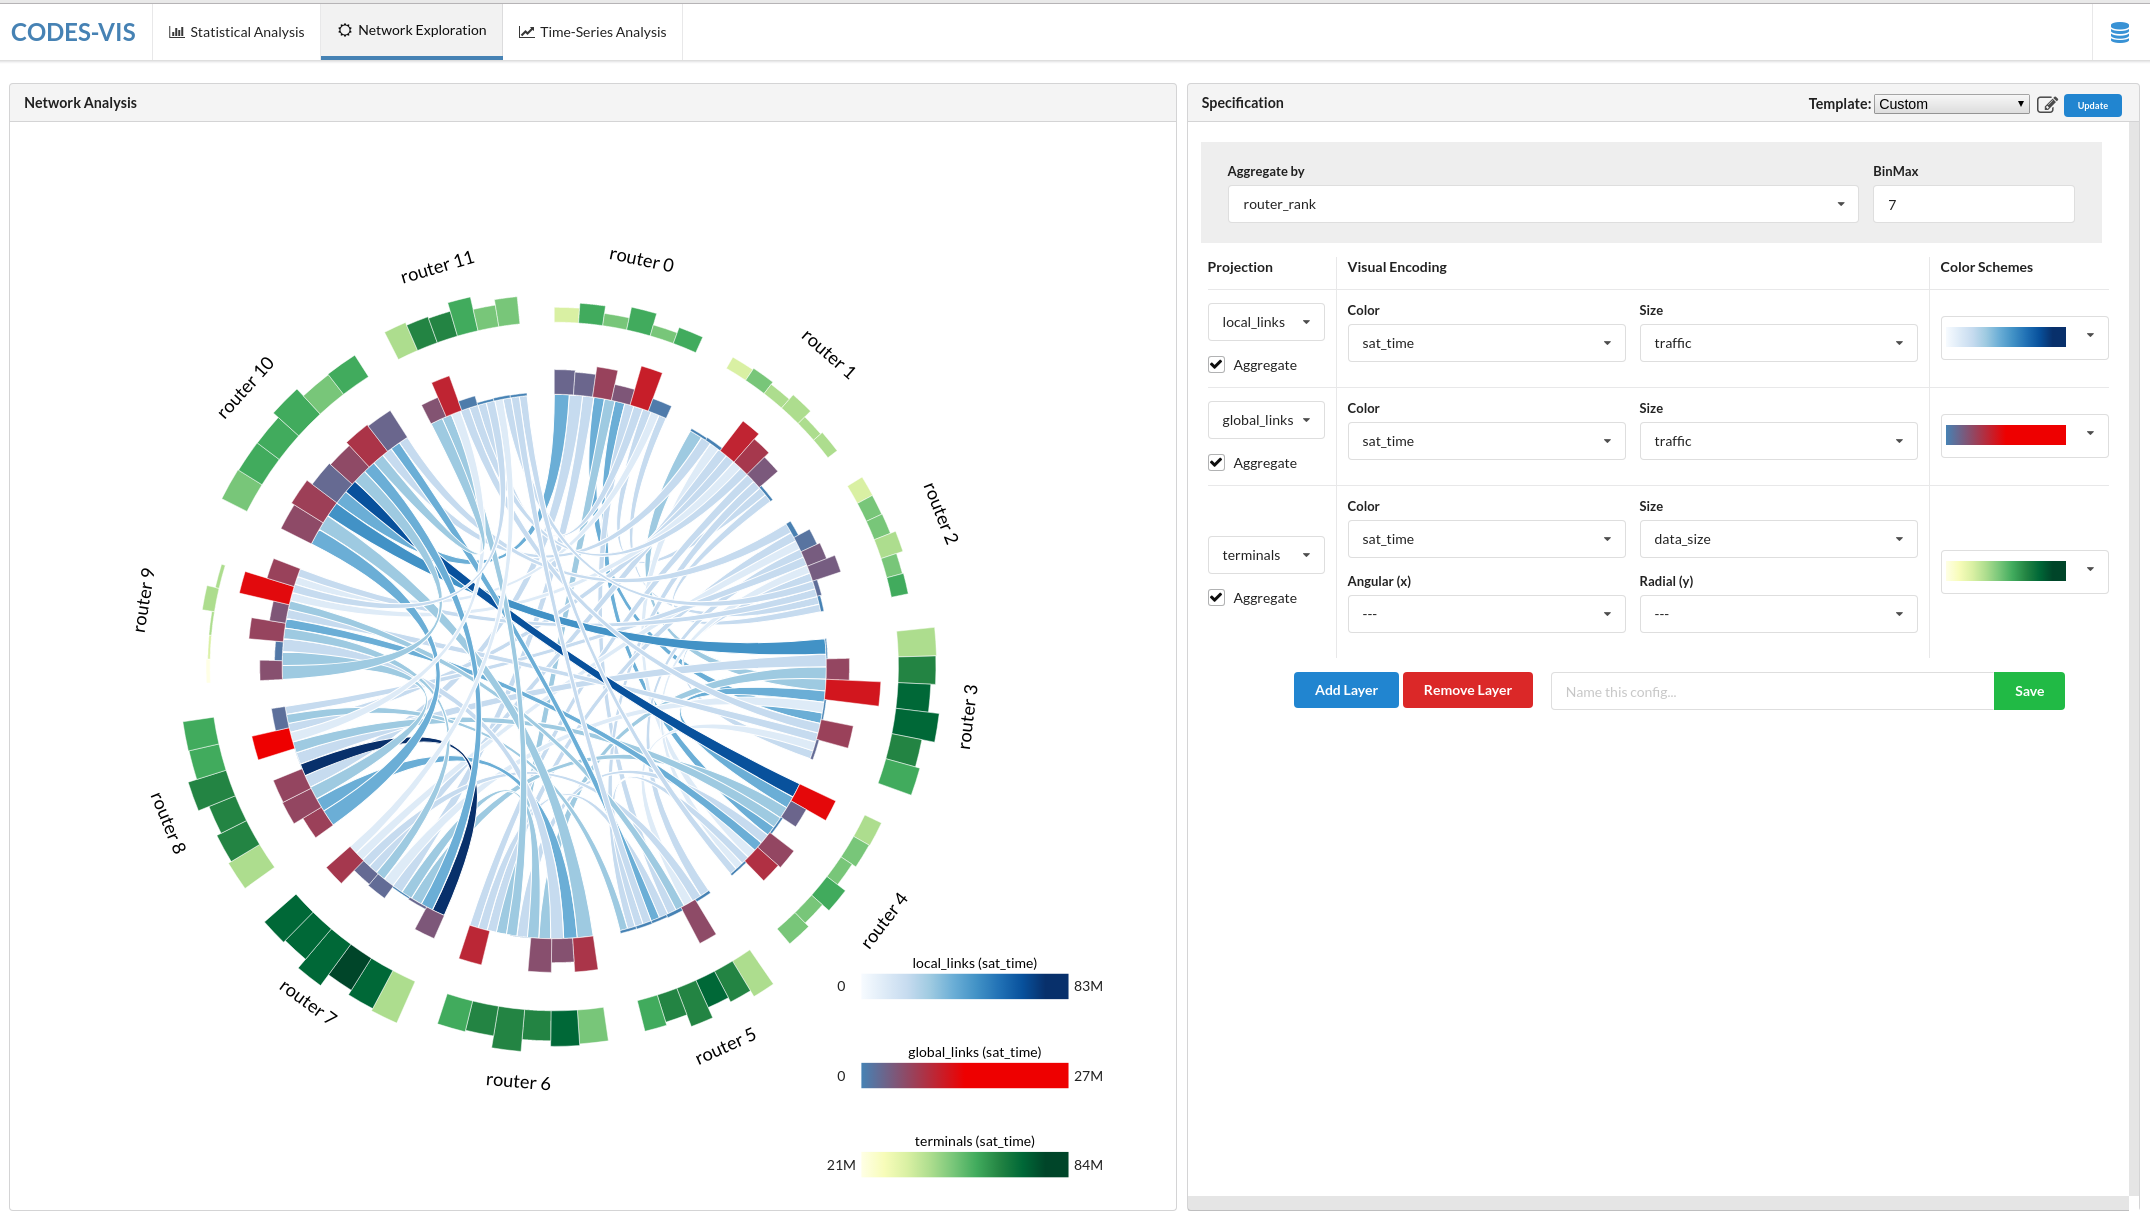 CODES-VIS
Statistical Analysis
Network Exploration
Time-Series Analysis
Network Analysis
router 0
router 1
router 2
router 3
router 4
router 5
router 6
router 7
router 8
router 9
router 10
router 11
local_links (sat_time)
0
83M
global_links (sat_time)
0
27M
terminals (sat_time)
21M
84M
Specification
Template: Custom
Update
Aggregate by
BinMax
router_rank
7
Projection
Visual Encoding
Color Schemes
local_links
Aggregate
Color
Size
sat_time
traffic
global_links
Aggregate
Color
Size
sat_time
traffic
terminals
Aggregate
Color
Size
sat_time
data_size
Angular (x)
Radial (y)
---
---
Add Layer
Remove Layer
Name this config...
Save